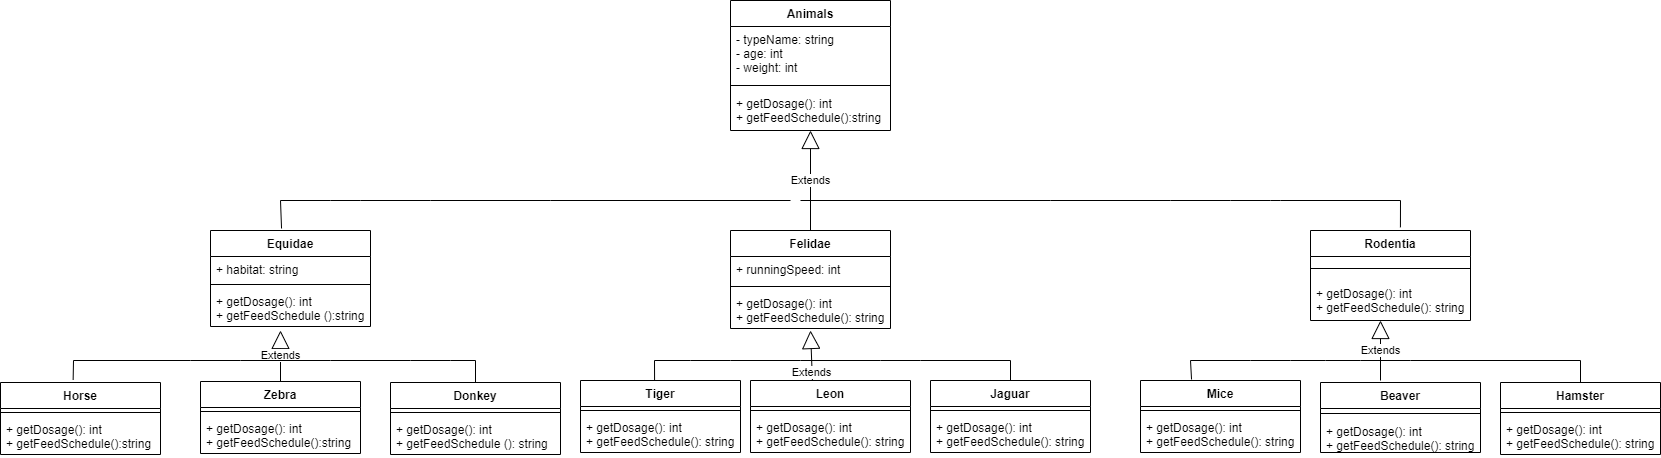 Animals
- typeName: string
- age: int
- weight: int
+ getDosage(): int
+ getFeedSchedule():string
Extends
Equidae
+ habitat: string
+ getDosage(): int
+ getFeedSchedule ():string
Felidae
+ runningSpeed: int
+ getDosage(): int
+ getFeedSchedule(): string
Rodentia
+ getDosage(): int
+ getFeedSchedule(): string
Extends
Extends
Extends
Horse
+ getDosage(): int
+ getFeedSchedule():string
Zebra
+ getDosage(): int
+ getFeedSchedule():string
Donkey
+ getDosage(): int
+ getFeedSchedule (): string
Tiger
+ getDosage(): int
+ getFeedSchedule(): string
Leon
+ getDosage(): int
+ getFeedSchedule(): string
Jaguar
+ getDosage(): int
+ getFeedSchedule(): string
Mice
+ getDosage(): int
+ getFeedSchedule(): string
Beaver
+ getDosage(): int
+ getFeedSchedule(): string
Hamster
+ getDosage(): int
+ getFeedSchedule(): string